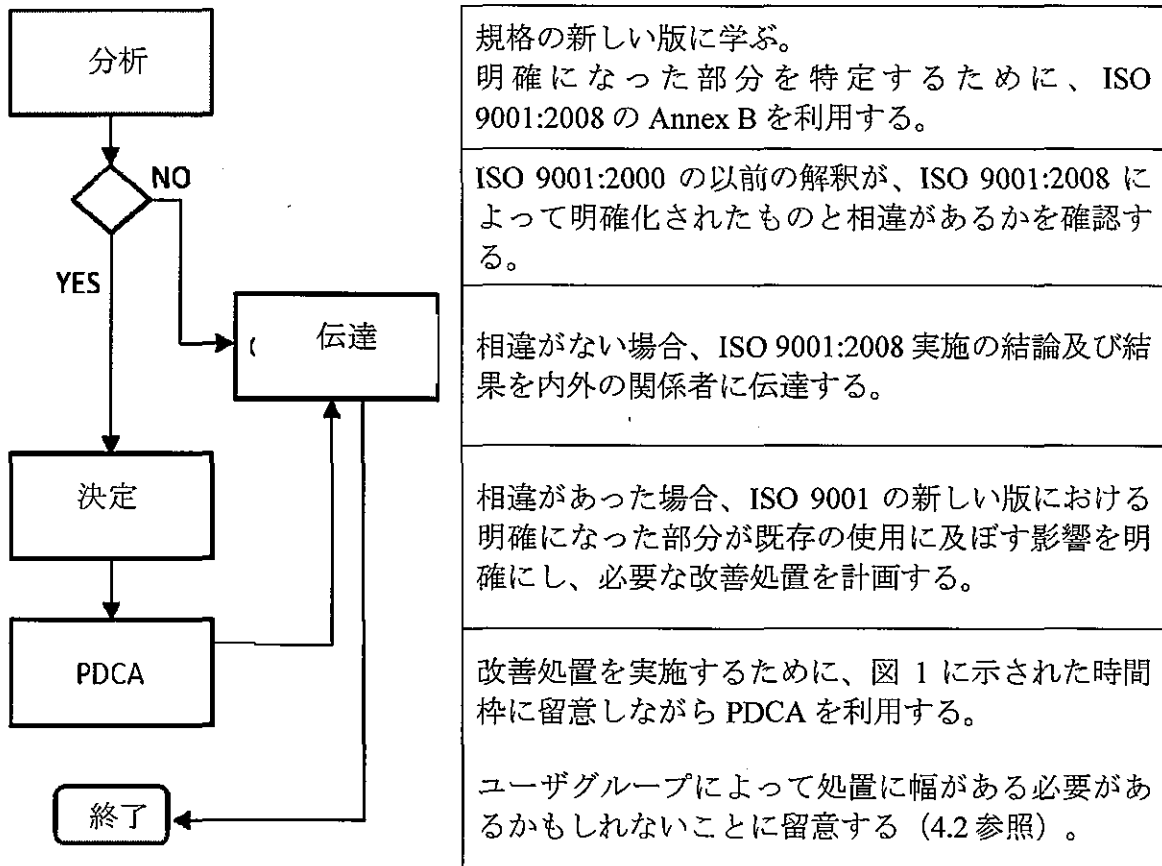 分析
規格の新しい版に学ぶ。
明確になった部分を特定するために、ISO
9001:2008 の Annex B を利用する。
NO
ISO 9001:2000 の以前の解釈が、ISO 9001:2008 に
よって明確化されたものと相違があるかを確認す
る。
YES
伝達
相違がない場合、ISO 9001:2008 実施の結論及び結
果を内外の関係者に伝達する。
決定
相違があった場合、ISO 9001 の新しい版における
明確になった部分が既存の使用に及ぼす影響を明
確にし、必要な改善処置を計画する。
PDCA
改善処置を実施するために、図 1 に示された時間
枠に留意しながら PDCA を利用する。
ユーザグループによって処置に幅がある必要があ
るかもしれないことに留意する（4.2 参照）。
終了